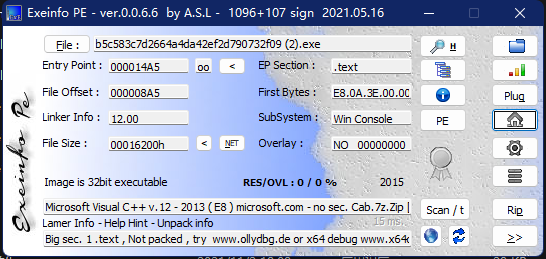 Exeinfo PE - ver.0.0.6.6 by A.S.L - 1096+107 sign 2021.05.16
File : b5c583c7d2664a4da42ef2d790732f09 (2).exe H
Entry Point : 000014A5 oo < EP Section : .text
File Offset : 000008A5 First Bytes : E8.0A.3E.00.00 Plug
Linker Info : 12.00 SubSystem : Win Console PE
File Size : 00016200h < NET Overlay : NO 00000000
Image is 32bit executable RES/OVL : 0 / 0 % 2015
Microsoft Visual C++ v.12 - 2013 ( E8 ) microsoft.com - no sec. Cab.7z.Zip Scan / t Rip
Lamer Info - Help Hint - Unpack info 15 ms.
Big sec. 1 .text , Not packed , try www.ollydbg.de or x64 debug www.x64 >>
Exeinfo Pe